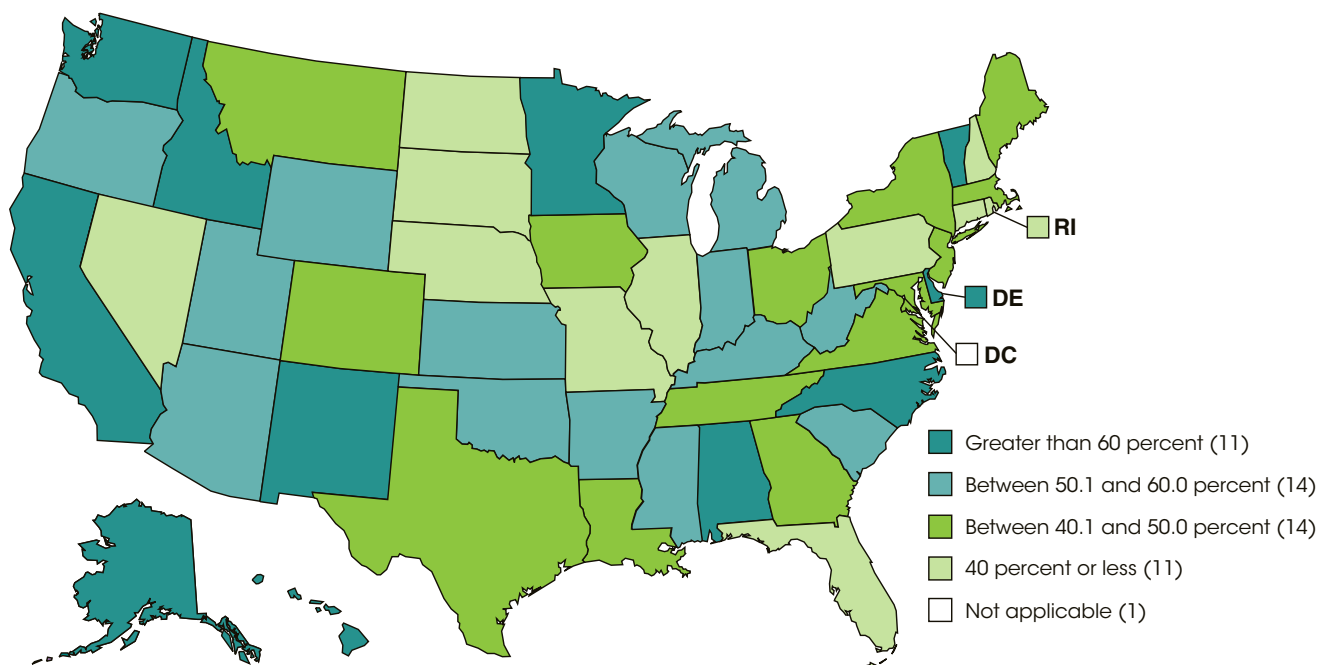 RI
DE
DC
Greater than 60 percent (11)
Between 50.1 and 60.0 percent (14)
Between 40.1 and 50.0 percent (14)
40 percent or less (11)
Not applicable (1)